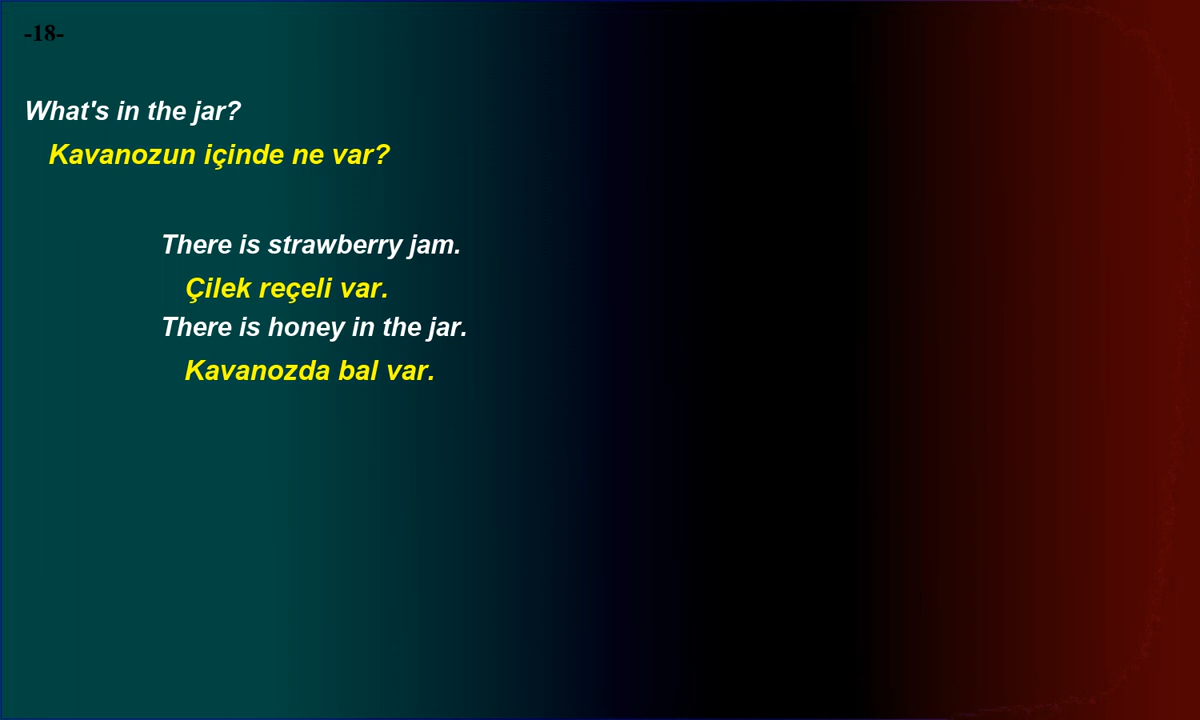 -18-
What's in the jar?
Kavanozun içinde ne var?
There is strawberry jam.
Çilek reçeli var.
There is honey in the jar.
Kavanozda bal var.